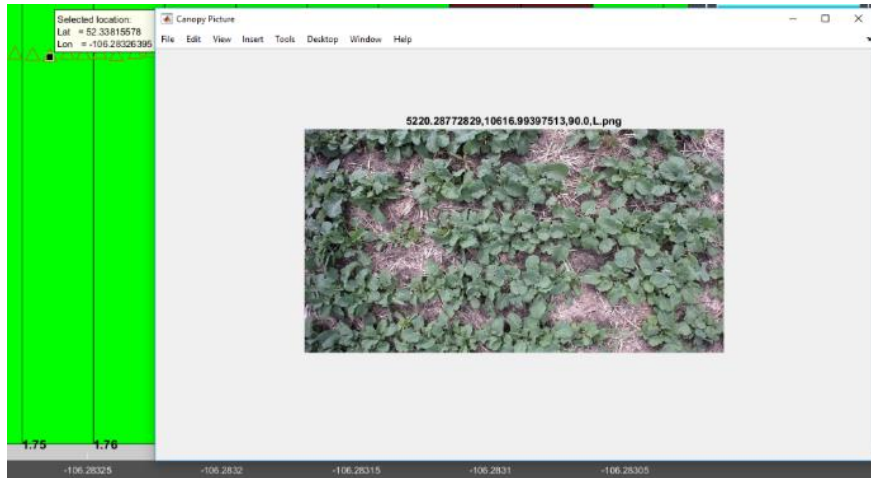 Selected location:
Lat = 52.33815578
Lon = -106.28326395
Canopy Picture
File Edit View Insert Tools Desktop Window Help
5220.28772829,10616.99397513,90.0,L.png
1.75 1.76
-106.28325 -106.2832 -106.28315 -106.2831 -106.28305